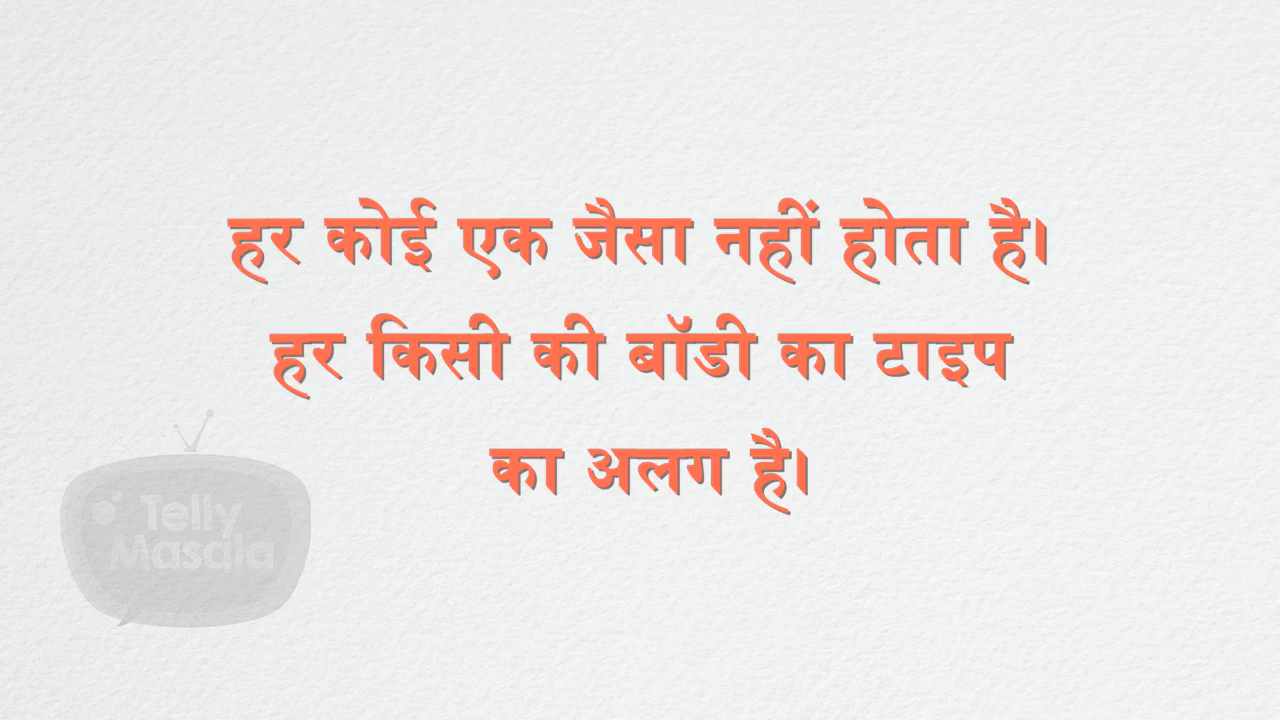 हर कोई एक जैसा नहीं होता है।
हर किसी की बॉडी का टाइप
का अलग है।
Telly
Masala